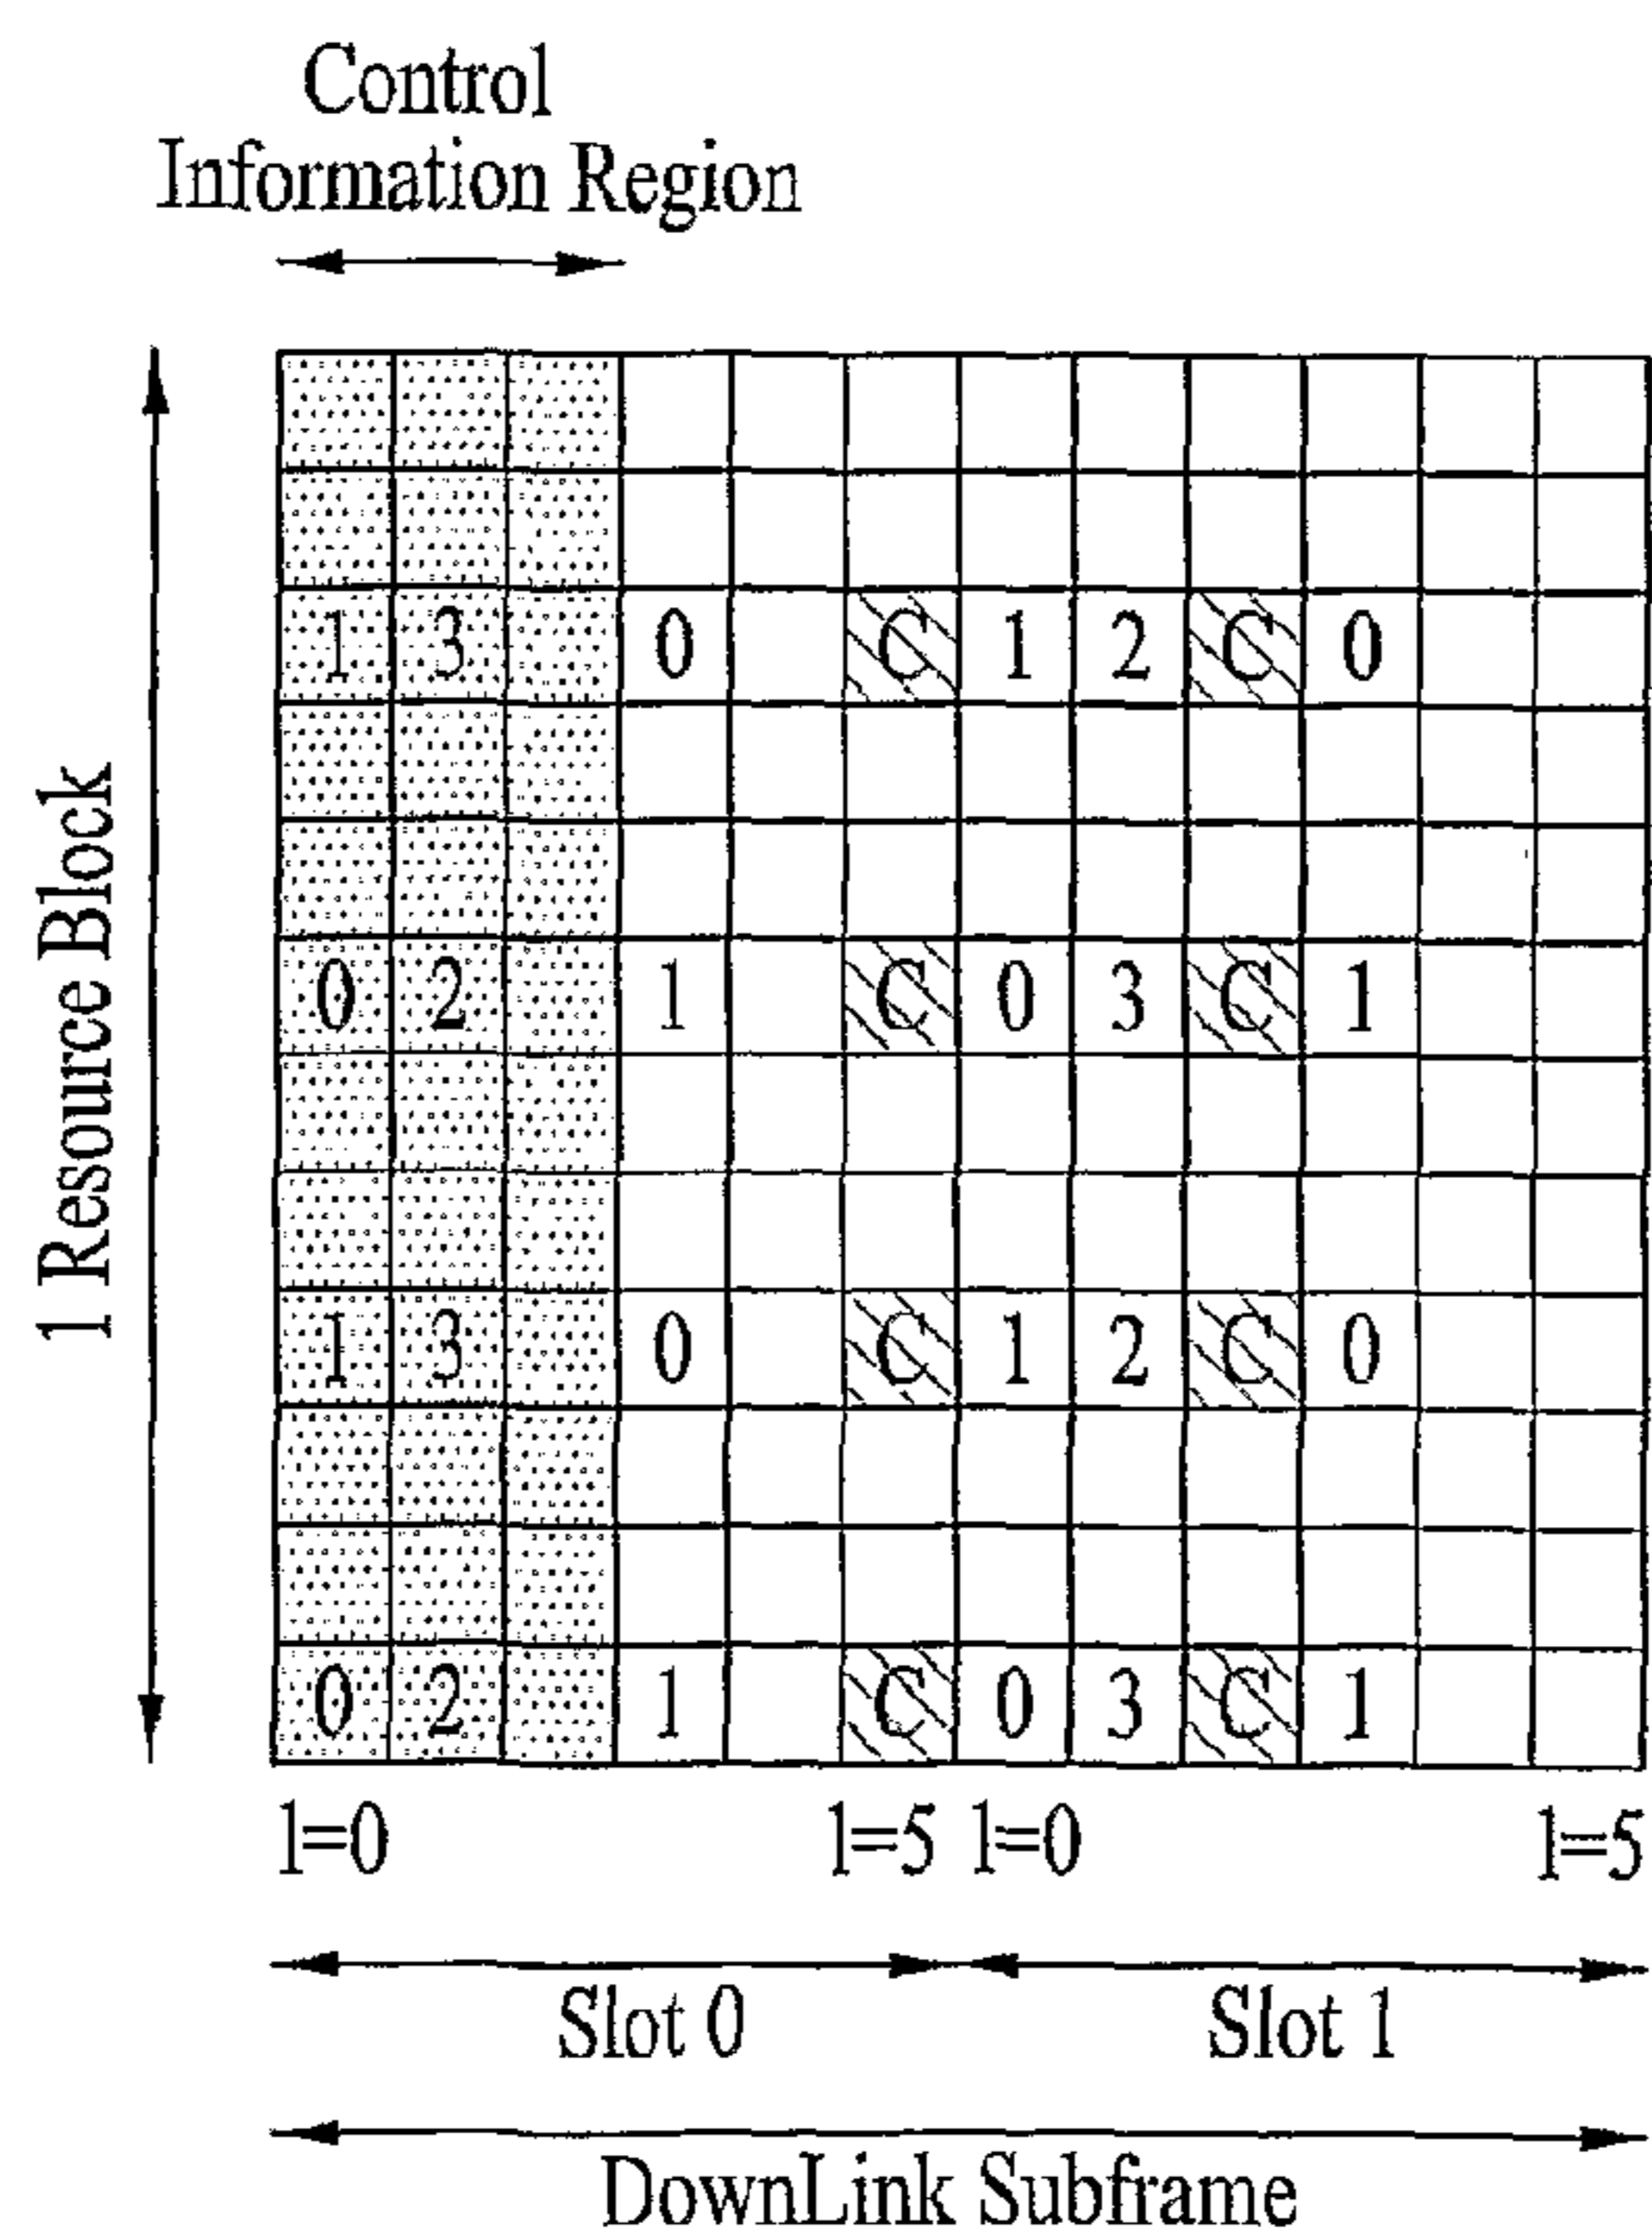 Control
Information Region
1 Resource Block
1 3 0 C 1 2 C 0
0 2 1 C 0 3 C 1
1 3 0 C 1 2 C 0
0 2 1 C 0 3 C 1
l=0 l=5 l=0 l=5
Slot 0 Slot 1
DownLink Subframe